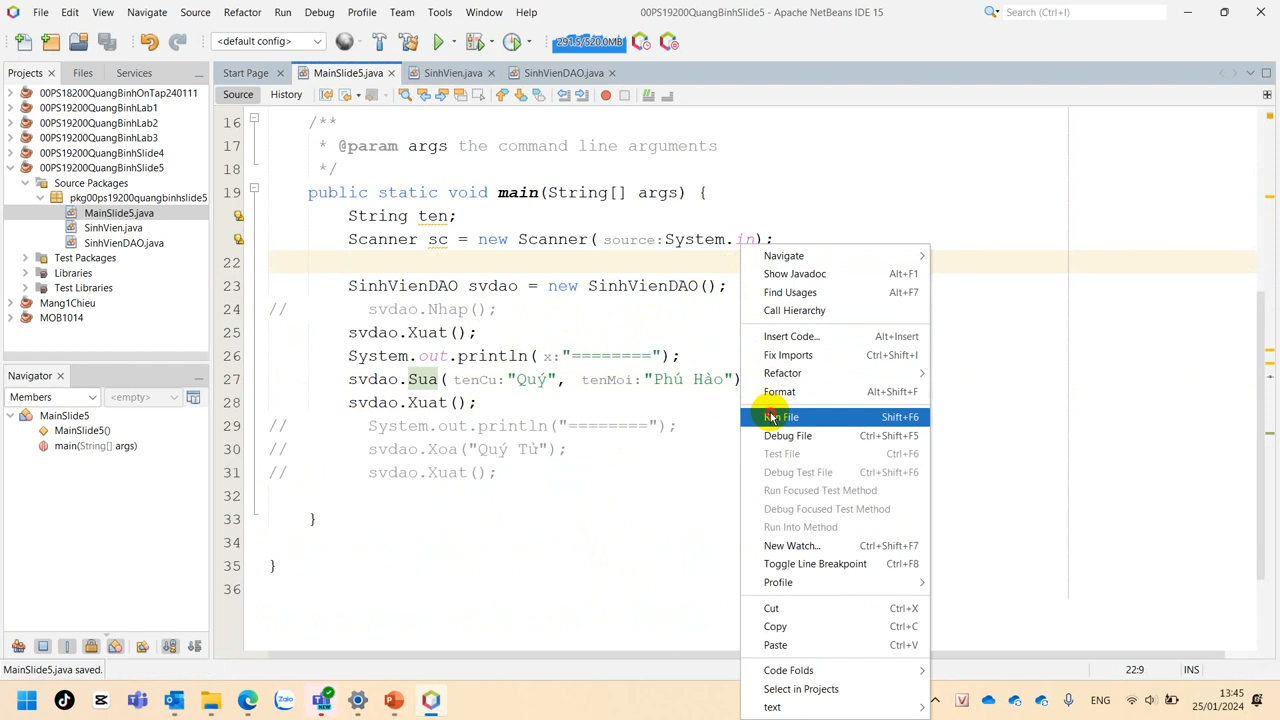 File Edit View Navigate Source Refactor Run Debug Profile Team Tools Window Help 00PS19200QuangBinhSlide5 - Apache NetBeans IDE 15 Search (Ctrl+I)
<default config> 291.5/520.0MB
Projects Files Services
Start Page MainSlide5.java SinhVien.java SinhVienDAO.java
Source History
00PS18200QuangBinhOnTap240111
00PS19200QuangBinhLab1
00PS19200QuangBinhLab2
00PS19200QuangBinhLab3
00PS19200QuangBinhSlide4
00PS19200QuangBinhSlide5
Source Packages
pkg00ps19200quangbinhslide5
MainSlide5.java
SinhVien.java
SinhVienDAO.java
Test Packages
Libraries
Test Libraries
Mang1Chieu
MOB1014
Navigator
Members <empty>
MainSlide5
MainSlide5()
main(String[] args)
16 /**
17 * @param args the command line arguments
18 */
19 public static void main(String[] args) {
String ten;
Scanner sc = new Scanner( source:System.in);
22
23 SinhVienDAO svdao = new SinhVienDAO();
// svdao.Nhap();
25 svdao.Xuat();
26 System.out.println( x:"========");
27 svdao.Sua( tenCu:"Quý", tenMoi:"Phú Hào")
28 svdao.Xuat();
29 // System.out.println("========");
30 // svdao.Xoa("Quý Tử");
31 // svdao.Xuat();
32
33 }
34
35 }
36
Navigate
Show Javadoc Alt+F1
Find Usages Alt+F7
Call Hierarchy
Insert Code... Alt+Insert
Fix Imports Ctrl+Shift+I
Refactor
Format Alt+Shift+F
Run File Shift+F6
Debug File Ctrl+Shift+F5
Test File Ctrl+F6
Debug Test File Ctrl+Shift+F6
Run Focused Test Method
Debug Focused Test Method
Run Into Method
New Watch... Ctrl+Shift+F7
Toggle Line Breakpoint Ctrl+F8
Profile
Cut Ctrl+X
Copy Ctrl+C
Paste Ctrl+V
Code Folds
Select in Projects
text
MainSlide5.java saved. 22:9 INS
Zalo NEW ENG 13:45
25/01/2024